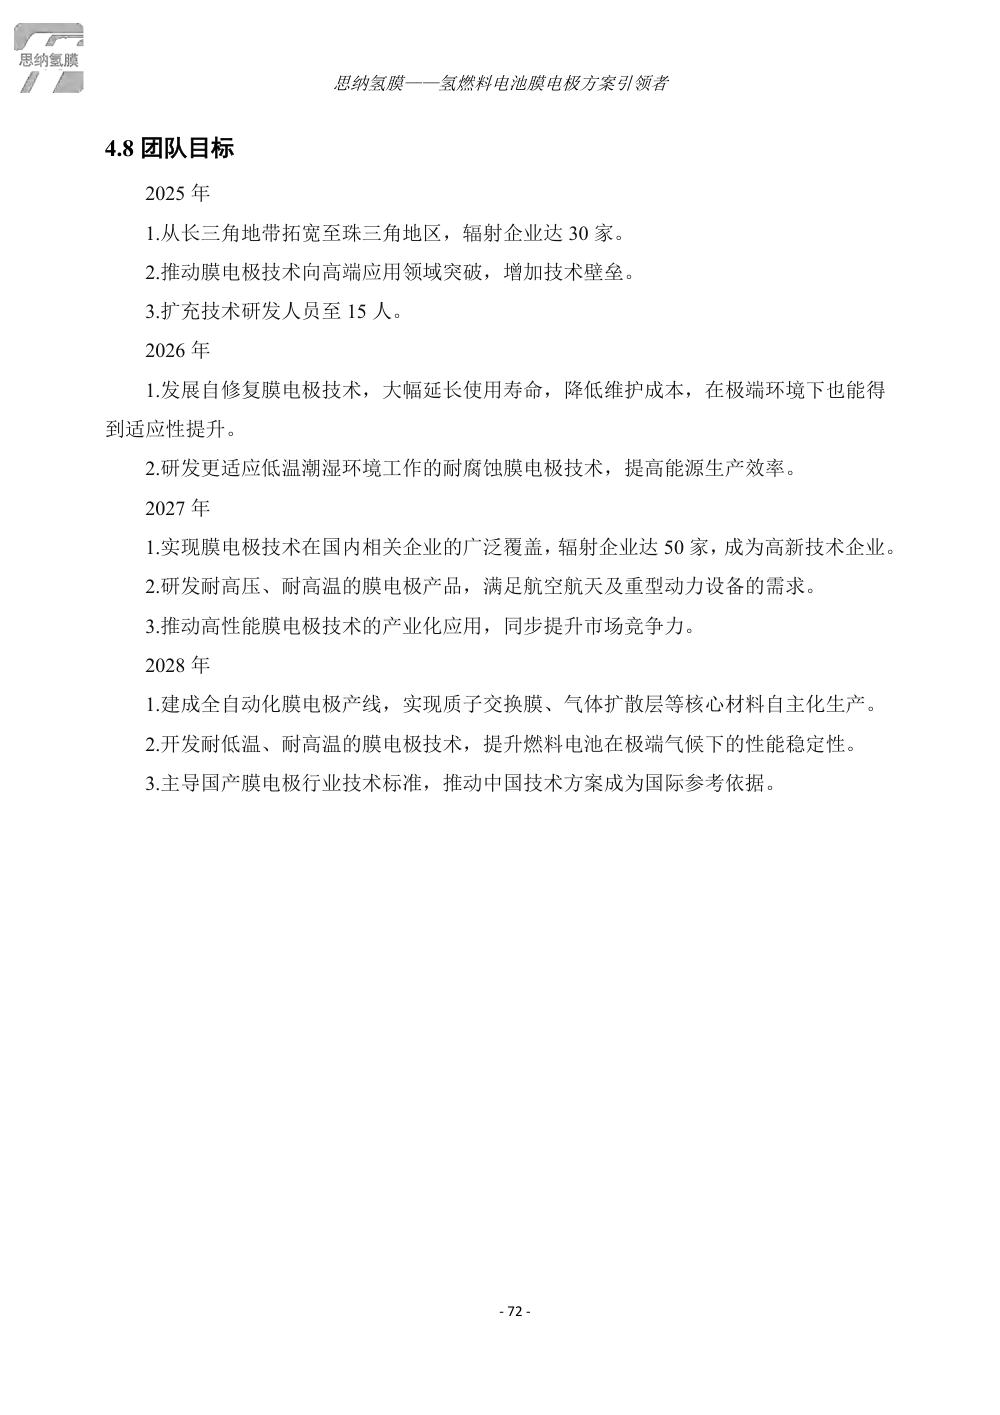 思纳氢膜
思纳氢膜——氢燃料电池膜电极方案引领者
4.8 团队目标
2025 年
1.从长三角地带拓宽至珠三角地区，辐射企业达 30 家。
2.推动膜电极技术向高端应用领域突破，增加技术壁垒。
3.扩充技术研发人员至 15 人。
2026 年
1.发展自修复膜电极技术，大幅延长使用寿命，降低维护成本，在极端环境下也能得
到适应性提升。
2.研发更适应低温潮湿环境工作的耐腐蚀膜电极技术，提高能源生产效率。
2027 年
1.实现膜电极技术在国内相关企业的广泛覆盖，辐射企业达 50 家，成为高新技术企业。
2.研发耐高压、耐高温的膜电极产品，满足航空航天及重型动力设备的需求。
3.推动高性能膜电极技术的产业化应用，同步提升市场竞争力。
2028 年
1.建成全自动化膜电极产线，实现质子交换膜、气体扩散层等核心材料自主化生产。
2.开发耐低温、耐高温的膜电极技术，提升燃料电池在极端气候下的性能稳定性。
3.主导国产膜电极行业技术标准，推动中国技术方案成为国际参考依据。
- 72 -